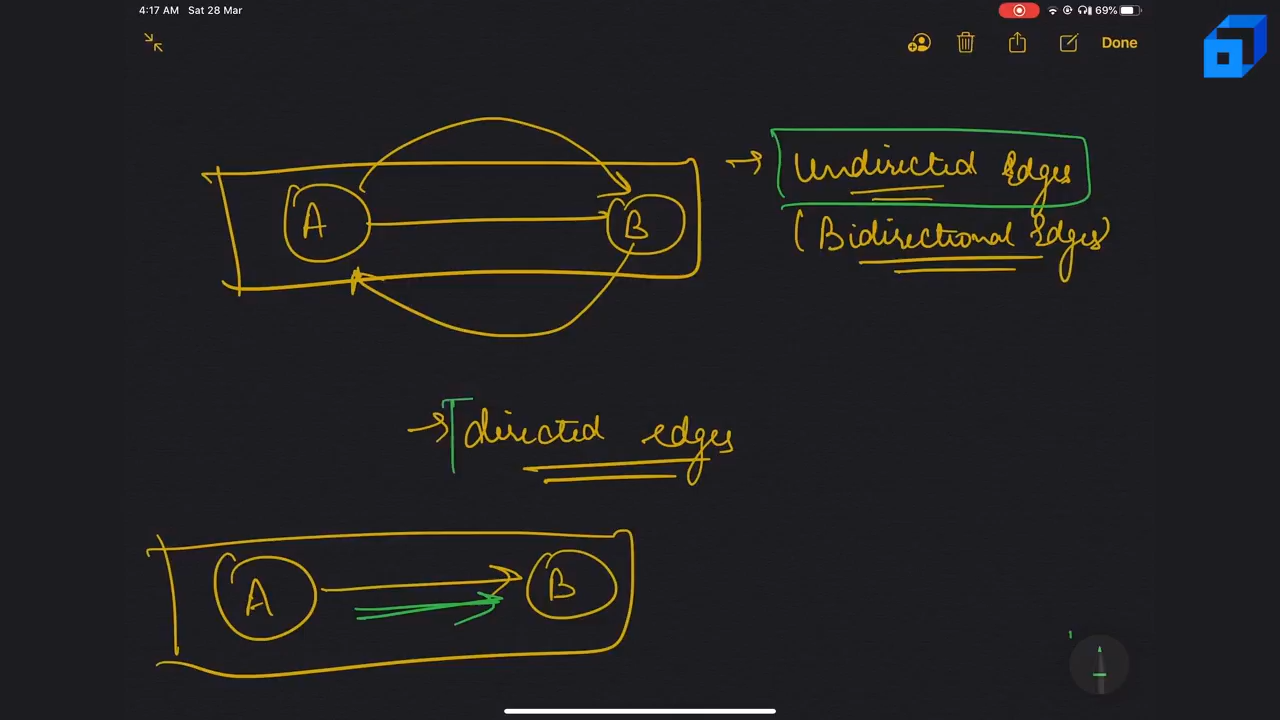 4:17 AM Sat 28 Mar
69%
Done
A
B
→ Undirected Edges
(Bidirectional Edges)
→ directed edges
A
B